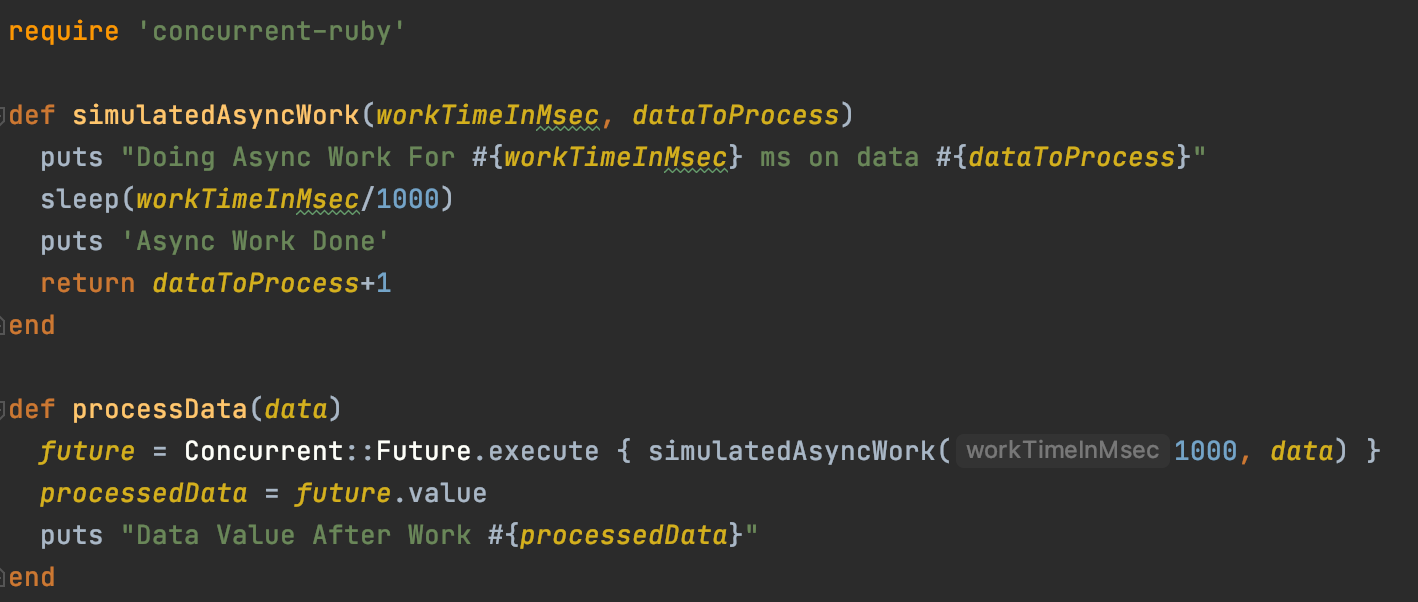 require 'concurrent-ruby'
def simulatedAsyncWork(workTimeInMsec, dataToProcess)
  puts "Doing Async Work For #{workTimeInMsec} ms on data #{dataToProcess}"
  sleep(workTimeInMsec/1000)
  puts 'Async Work Done'
  return dataToProcess+1
end
def processData(data)
  future = Concurrent::Future.execute { simulatedAsyncWork( workTimeInMsec 1000, data) }
  processedData = future.value
  puts "Data Value After Work #{processedData}"
end